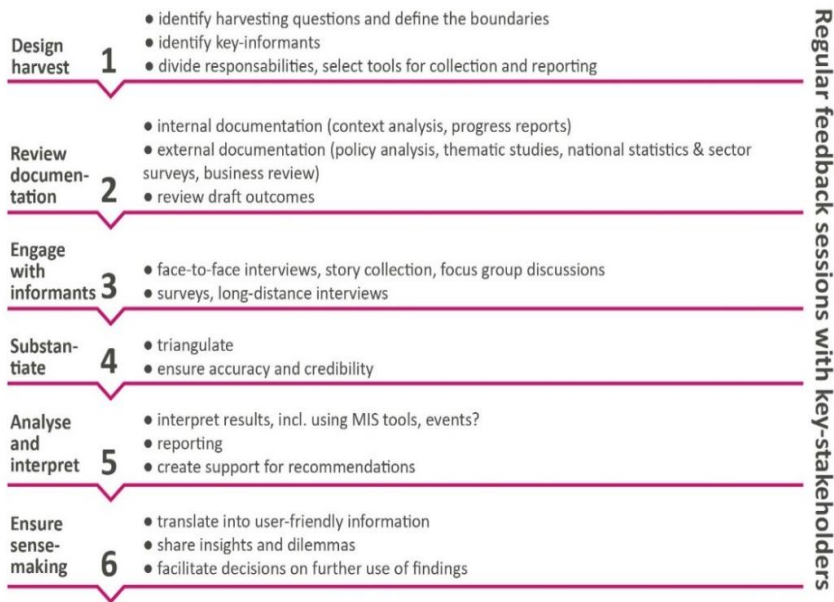 Design
harvest
1
● identify harvesting questions and define the boundaries
● identify key-informants
● divide responsabilities, select tools for collection and reporting
Review
documen-
tation
2
● internal documentation (context analysis, progress reports)
● external documentation (policy analysis, thematic studies, national statistics & sector
surveys, business review)
● review draft outcomes
Engage
with
informants
3
● face-to-face interviews, story collection, focus group discussions
● surveys, long-distance interviews
Substan-
tiate
4
● triangulate
● ensure accuracy and credibility
Analyse
and
interpret
5
● interpret results, incl. using MIS tools, events?
● reporting
● create support for recommendations
Ensure
sense-
making
6
● translate into user-friendly information
● share insights and dilemmas
● facilitate decisions on further use of findings
Regular feedback sessions with key-stakeholders